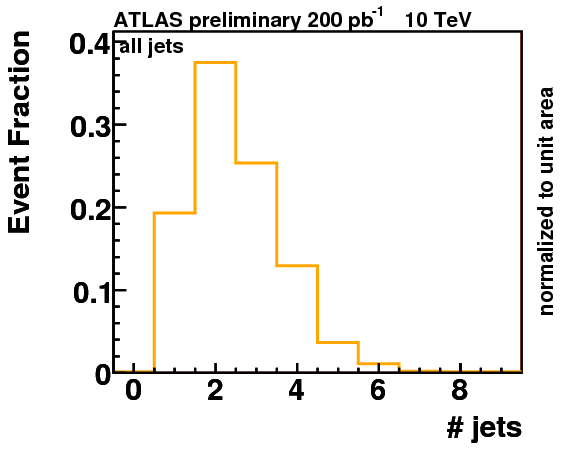 ATLAS preliminary 200 pb-1 10 TeV
all jets
Event Fraction
0.4
0.3
0.2
0.1
0
0 2 4 6 8
# jets
normalized to unit area